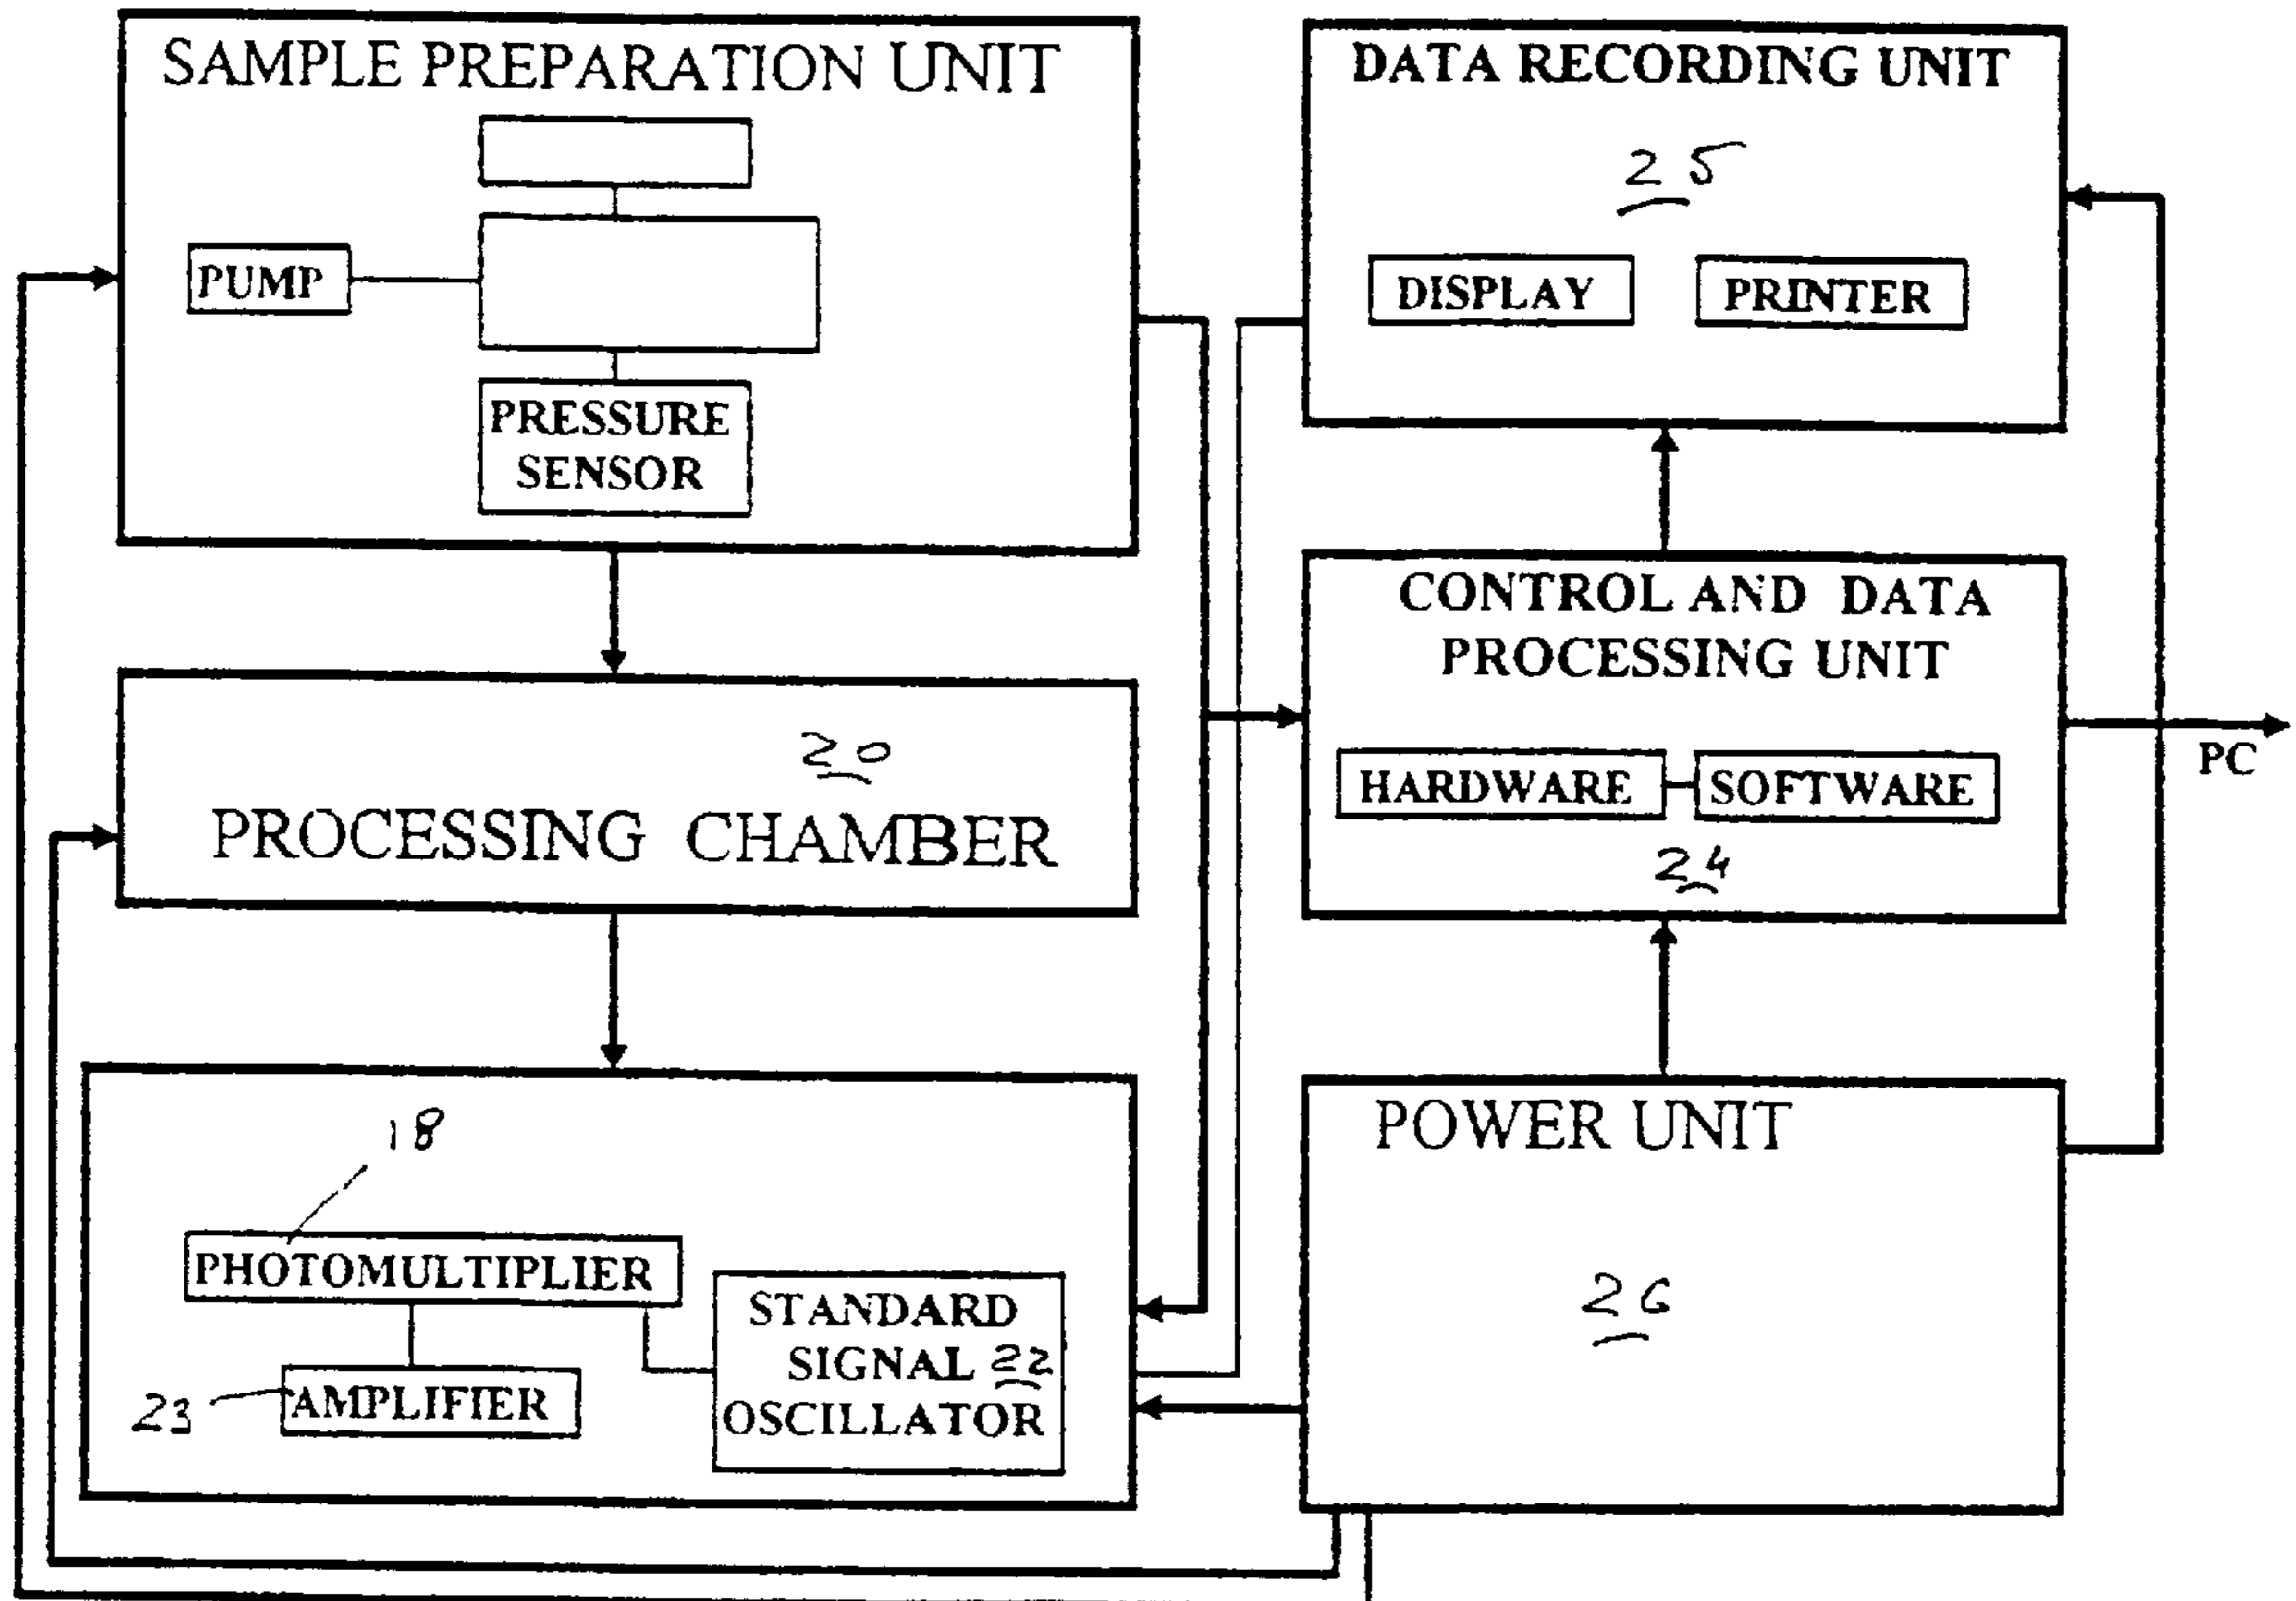 SAMPLE PREPARATION UNIT
PUMP
PRESSURE
SENSOR
20
PROCESSING CHAMBER
18
PHOTOMULTIPLIER
23
AMPLIFIER
STANDARD
SIGNAL 22
OSCILLATOR
DATA RECORDING UNIT
25
DISPLAY
PRINTER
CONTROL AND DATA
PROCESSING UNIT
HARDWARE
SOFTWARE
24
PC
POWER UNIT
26